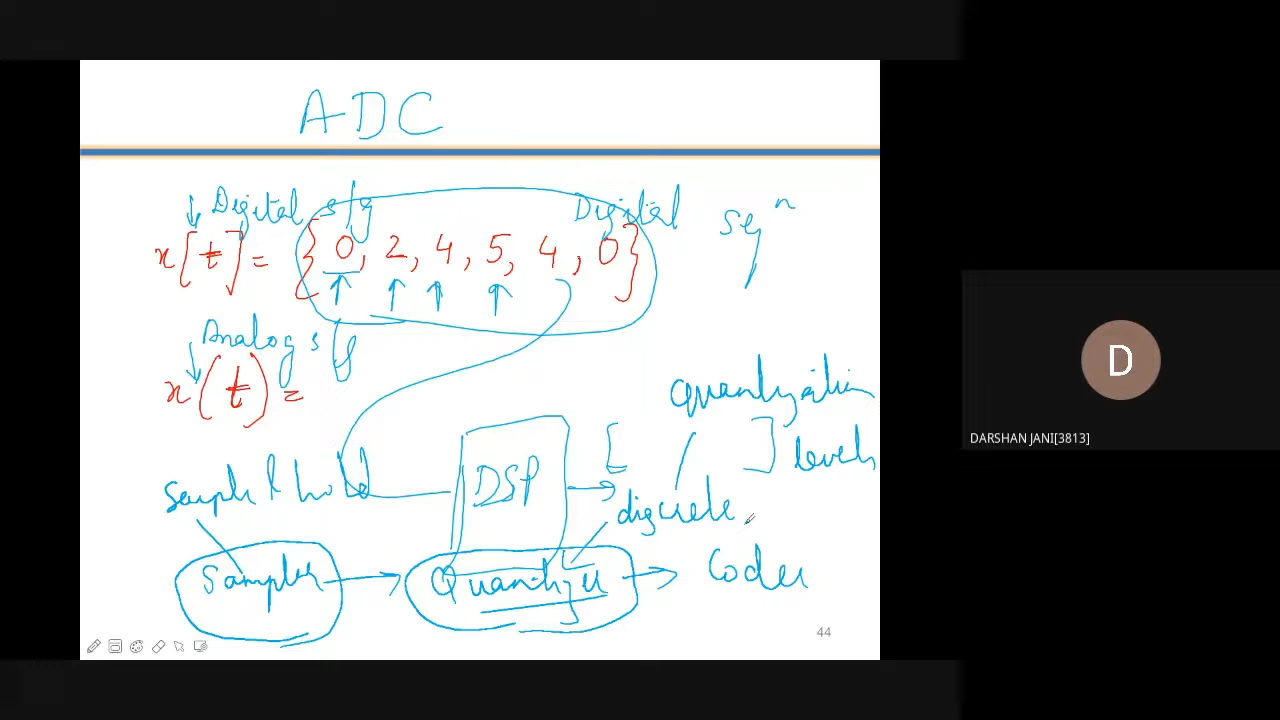 ADC
Digital sig
Digital
seqn
x[t] = { 0, 2, 4, 5, 4, 0 }
Analog sig
x(t) =
quantization
levels
Sample & hold
DSP
[ ]
discrete
Sampler
Quantizer
Coder
44
D
DARSHAN JANI[3813]